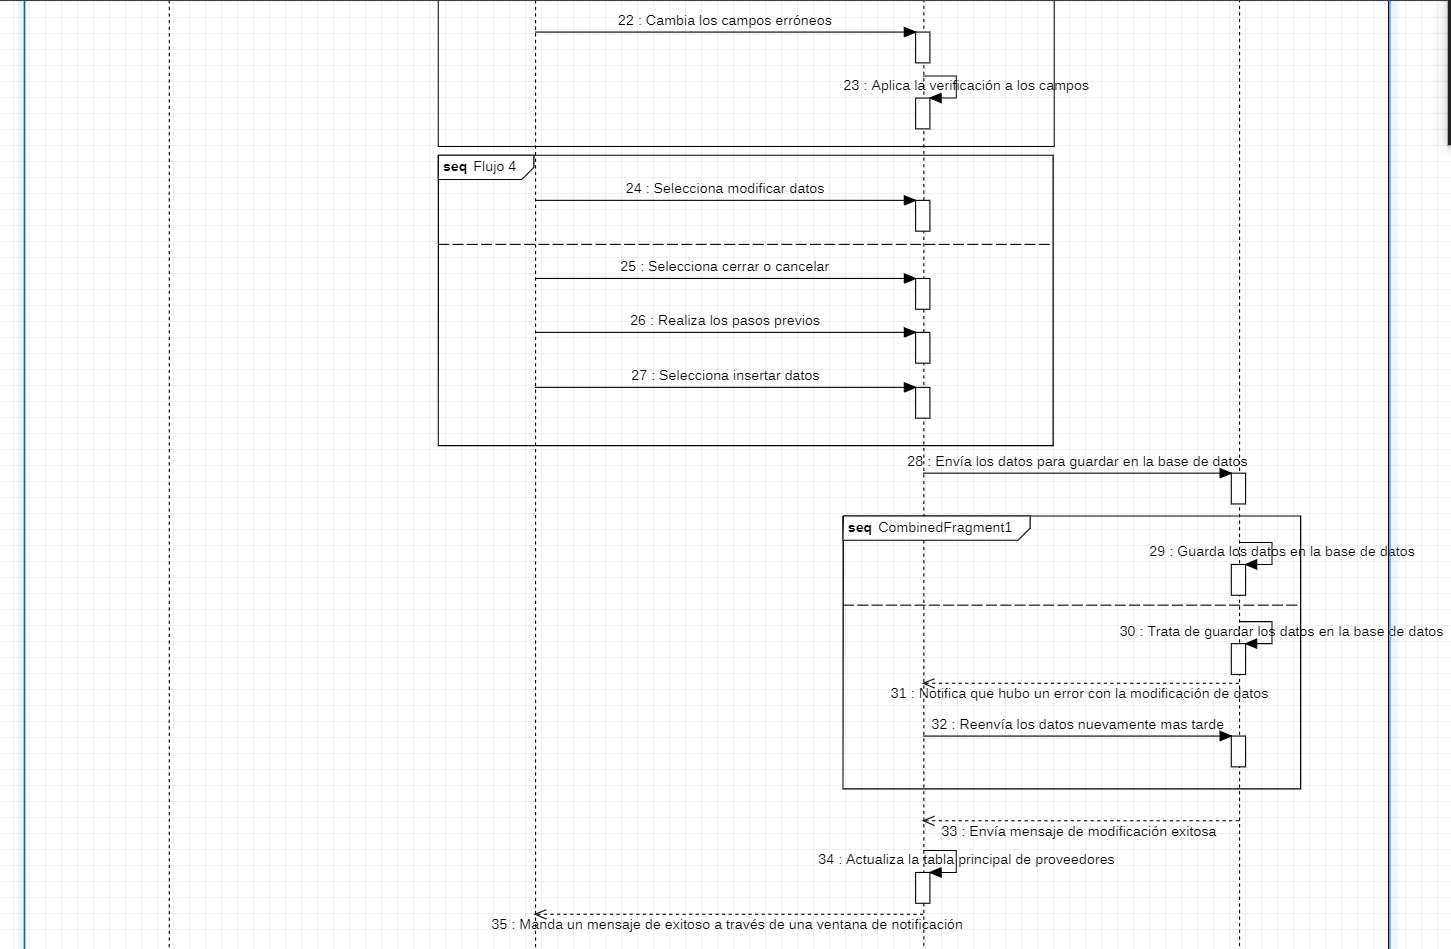 22 : Cambia los campos erróneos
23 : Aplica la verificación a los campos
seq Flujo 4
24 : Selecciona modificar datos
25 : Selecciona cerrar o cancelar
26 : Realiza los pasos previos
27 : Selecciona insertar datos
28 : Envía los datos para guardar en la base de datos
seq CombinedFragment1
29 : Guarda los datos en la base de datos
30 : Trata de guardar los datos en la base de datos
31 : Notifica que hubo un error con la modificación de datos
32 : Reenvía los datos nuevamente mas tarde
33 : Envía mensaje de modificación exitosa
34 : Actualiza la tabla principal de proveedores
35 : Manda un mensaje de exitoso a través de una ventana de notificación